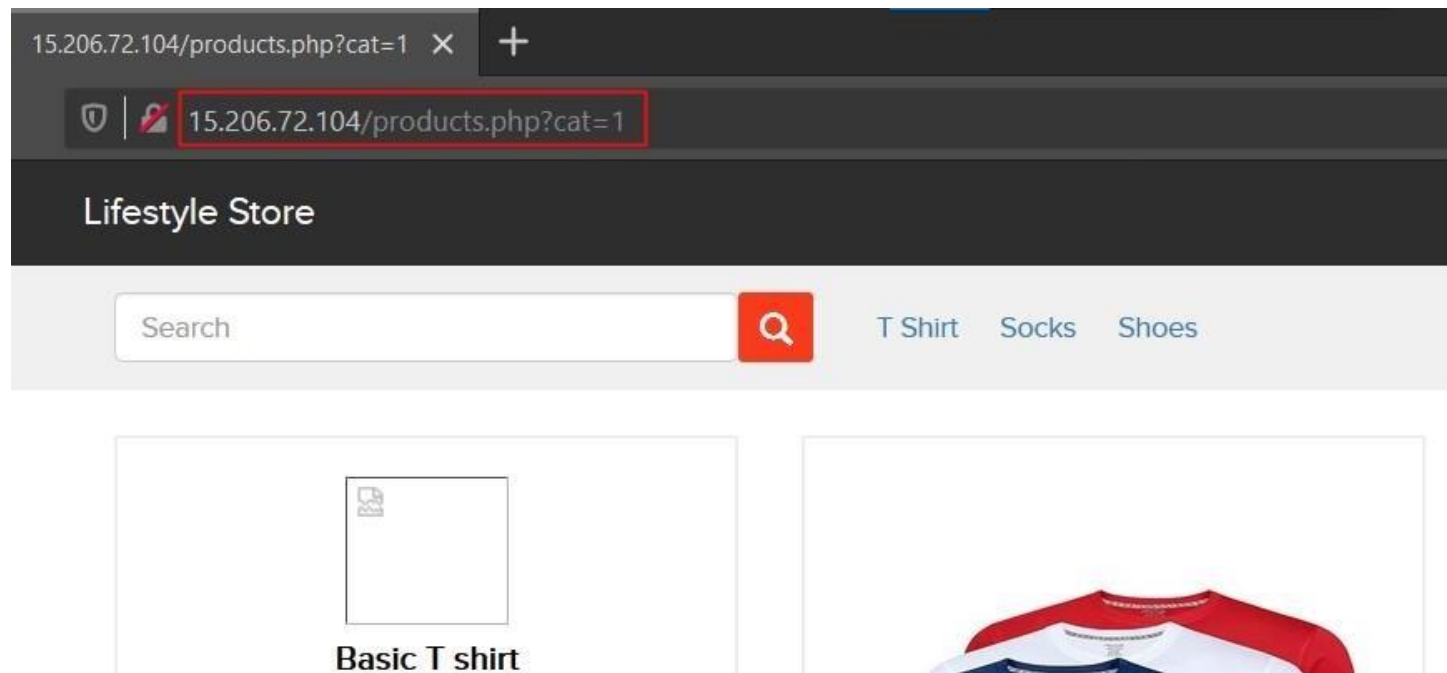 15.206.72.104/products.php?cat=1
15.206.72.104/products.php?cat=1
Lifestyle Store
Search T Shirt Socks Shoes
Basic T shirt